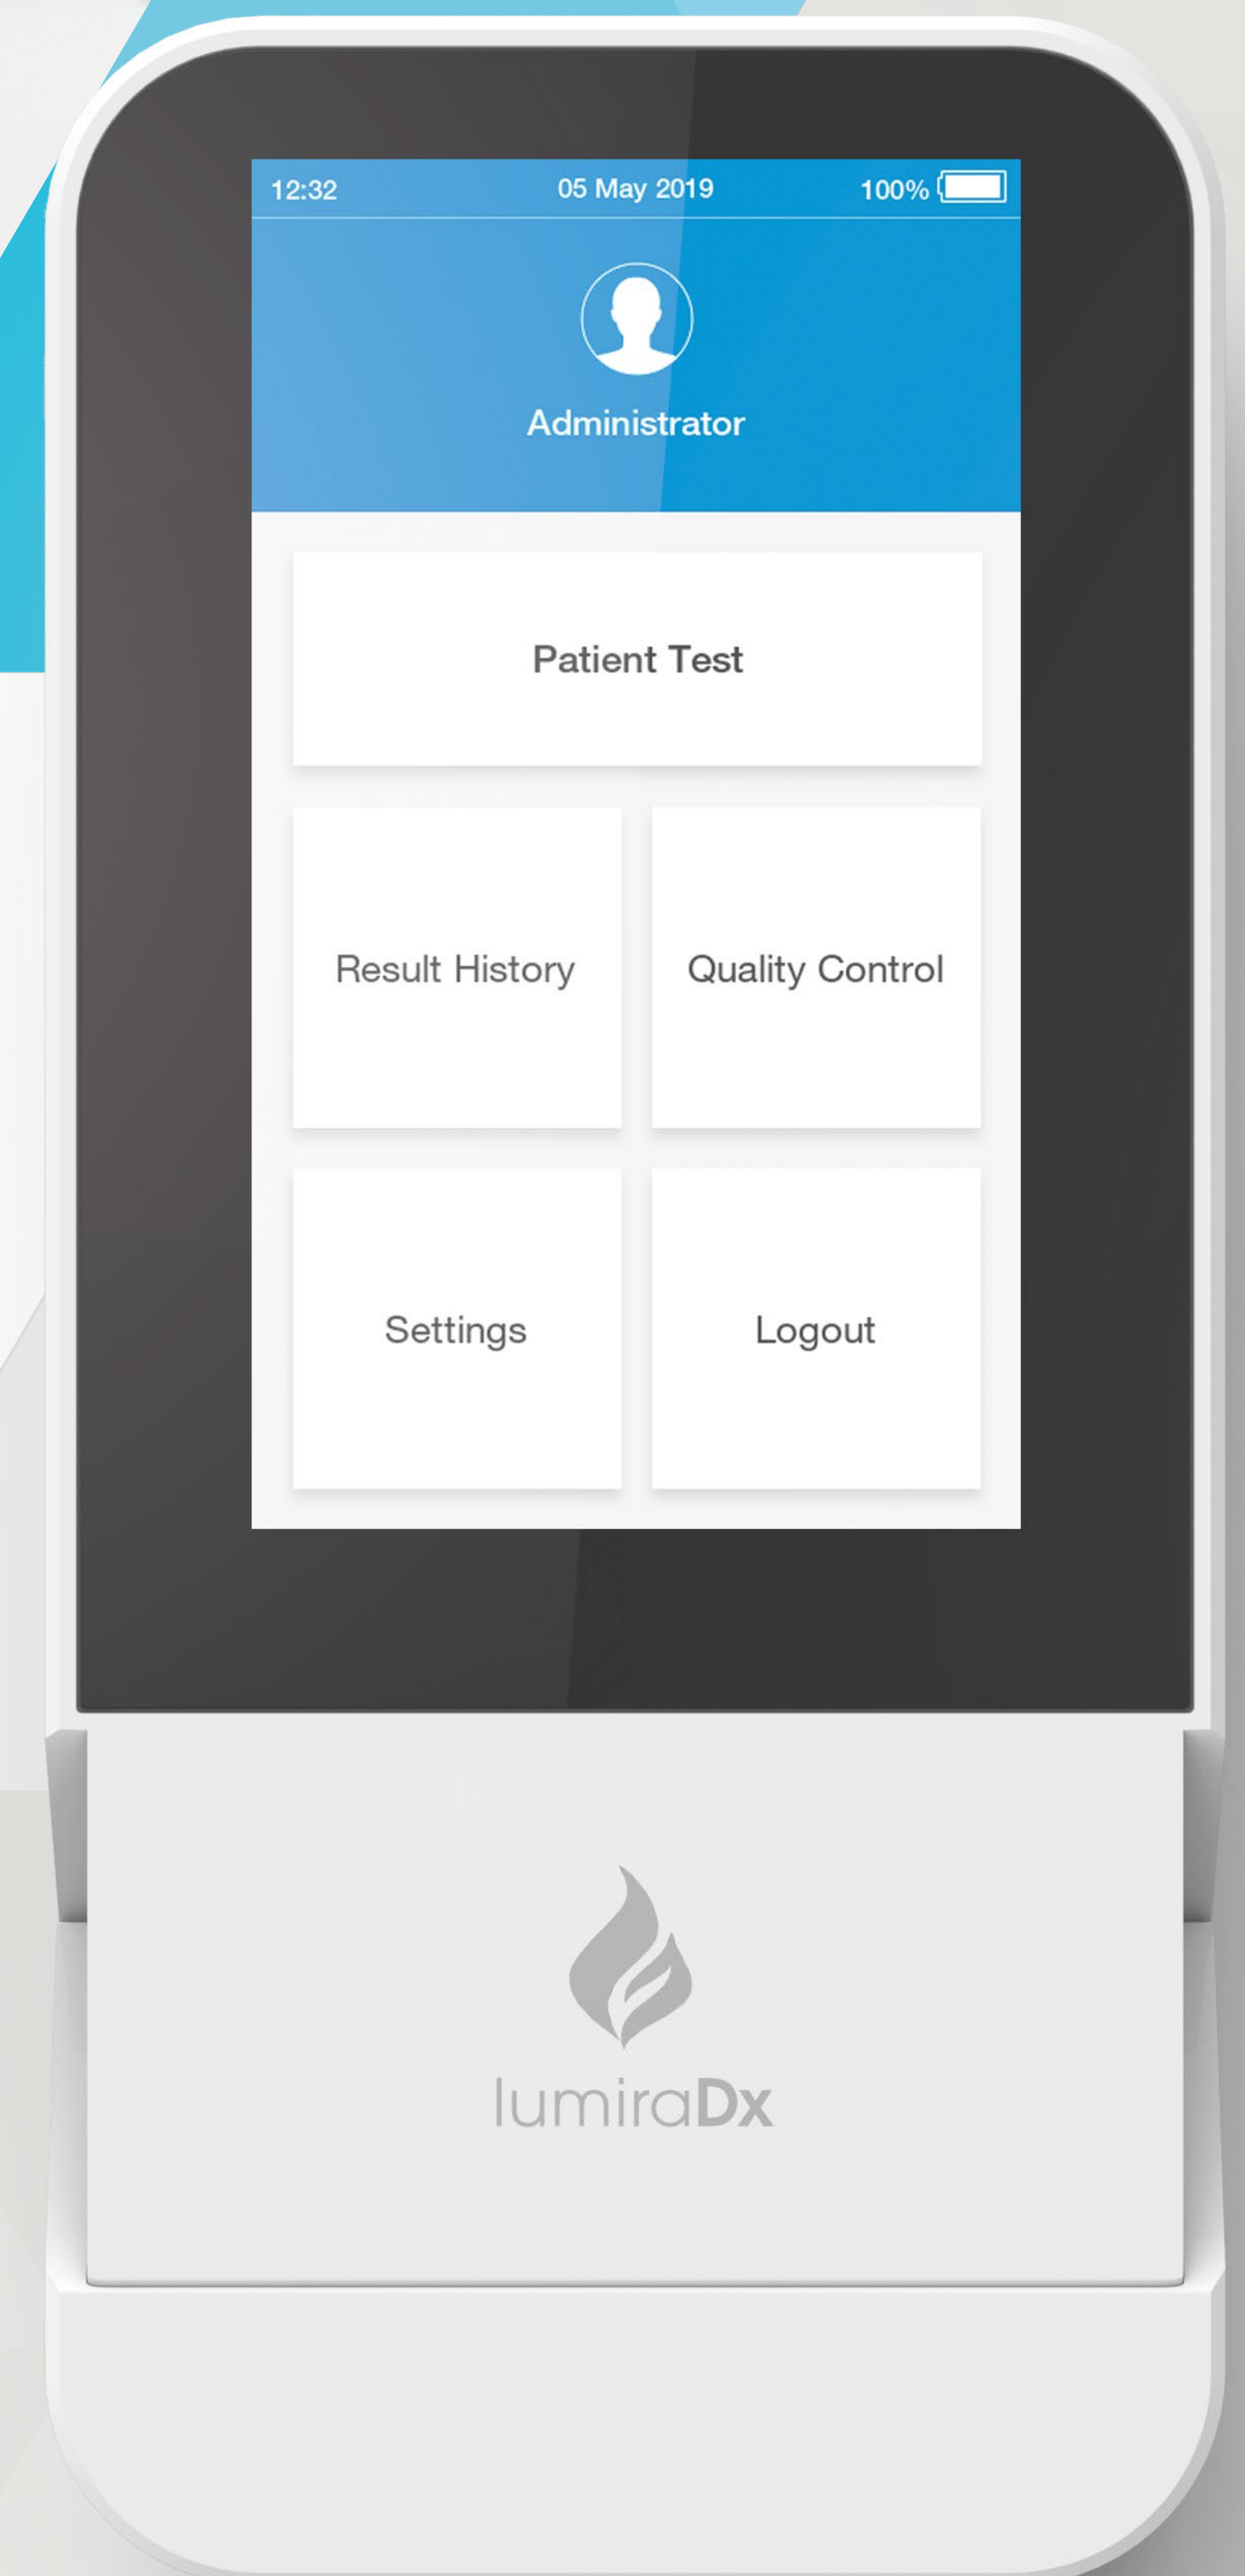 12:32 05 May 2019 100%
Administrator
Patient Test
Result History Quality Control
Settings Logout
lumiraDx